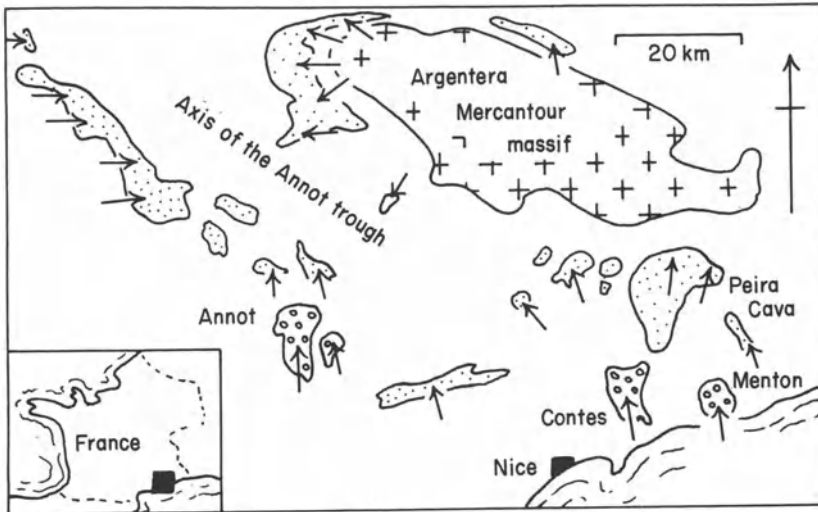 20 km
Argentera
Mercantour
massif
Axis of the Annot trough
Annot
Peira
Cava
Menton
Contes
Nice
France